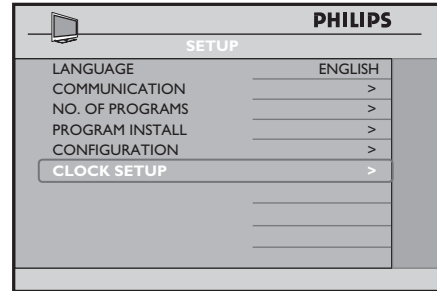 PHILIPS
SETUP
LANGUAGE ENGLISH
COMMUNICATION >
NO. OF PROGRAMS >
PROGRAM INSTALL >
CONFIGURATION >
CLOCK SETUP >